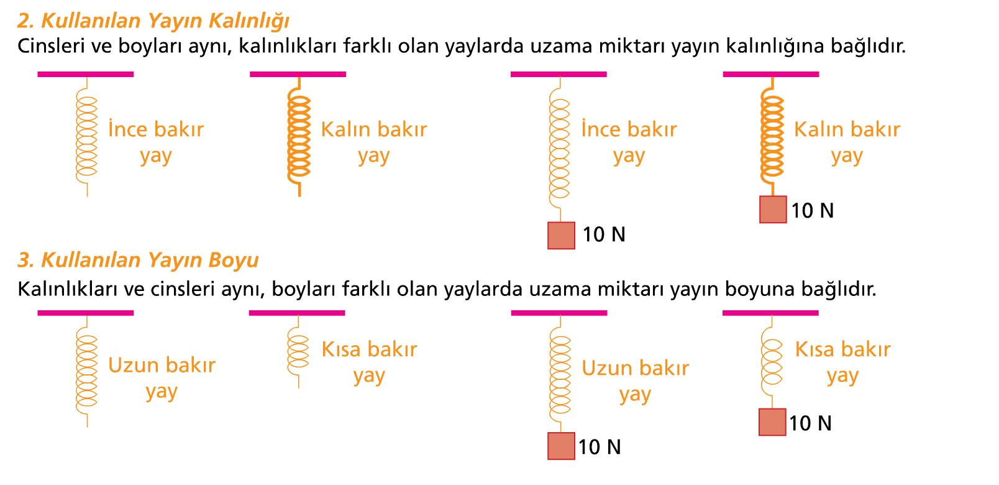 2. Kullanılan Yayın Kalınlığı
Cinsleri ve boyları aynı, kalınlıkları farklı olan yaylarda uzama miktarı yayın kalınlığına bağlıdır.
İnce bakır
yay
Kalın bakır
yay
İnce bakır
yay
10 N
Kalın bakır
yay
10 N
3. Kullanılan Yayın Boyu
Kalınlıkları ve cinsleri aynı, boyları farklı olan yaylarda uzama miktarı yayın boyuna bağlıdır.
Uzun bakır
yay
Kısa bakır
yay
Uzun bakır
yay
10 N
Kısa bakır
yay
10 N